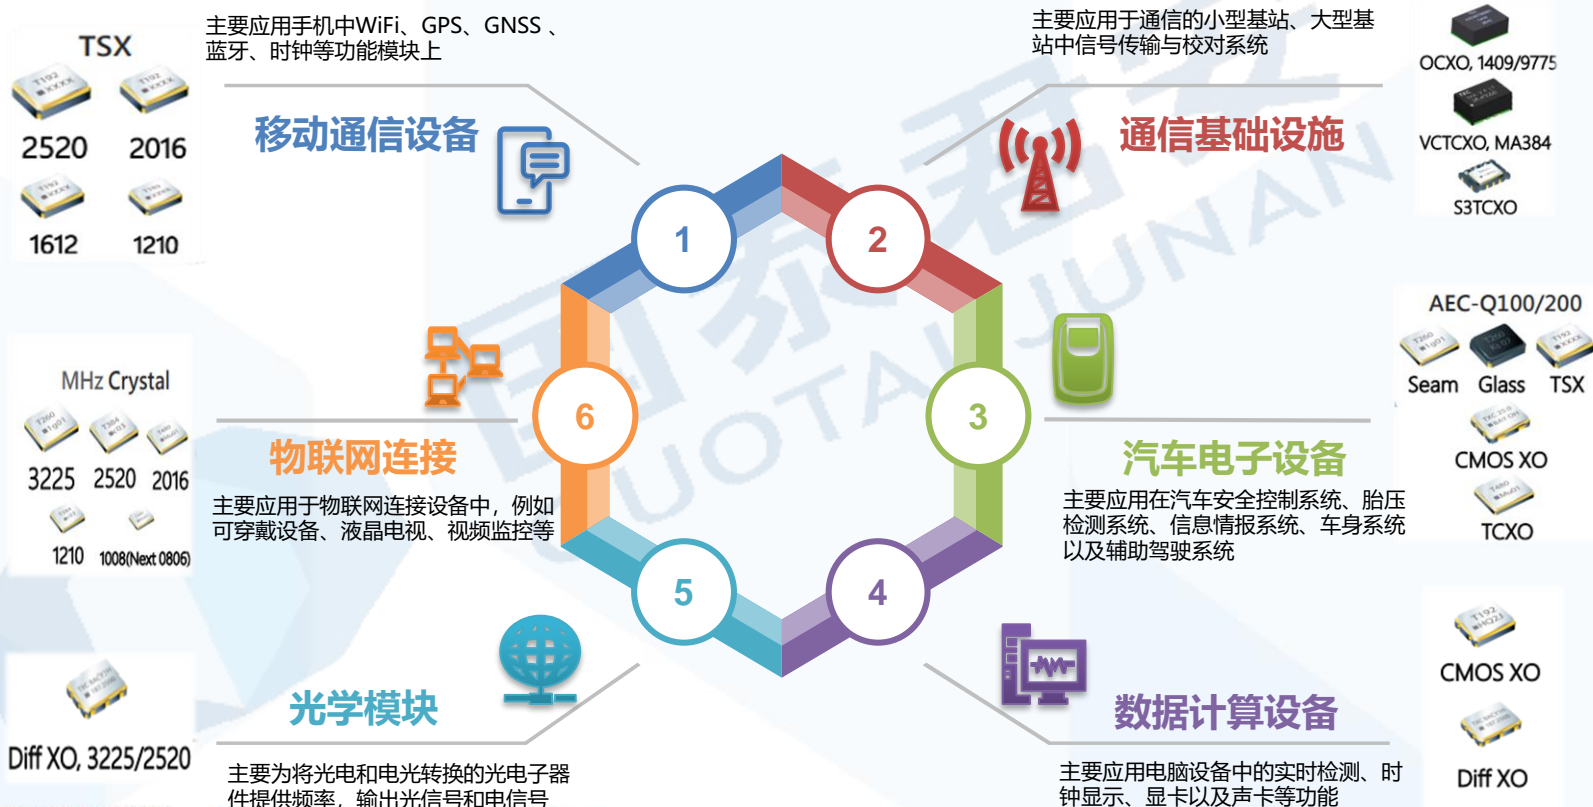 TSX
2520 2016
1612 1210
主要应用手机中WiFi、GPS、GNSS 、
蓝牙、时钟等功能模块上
移动通信设备
1
主要应用于通信的小型基站、大型基
站中信号传输与校对系统
通信基础设施
2
OCXO, 1409/9775
VCTCXO, MA384
S3TCXO
AEC-Q100/200
Seam Glass TSX
CMOS XO
TCXO
3
汽车电子设备
主要应用在汽车安全控制系统、胎压
检测系统、信息情报系统、车身系统
以及辅助驾驶系统
MHz Crystal
3225 2520 2016
1210 1008(Next 0806)
6
物联网连接
主要应用于物联网连接设备中，例如
可穿戴设备、液晶电视、视频监控等
5
光学模块
Diff XO, 3225/2520
主要为将光电和电光转换的光电子器
件提供频率，输出光信号和电信号
4
数据计算设备
主要应用电脑设备中的实时检测、时
钟显示、显卡以及声卡等功能
CMOS XO
Diff XO
国泰君安
GUOTAI JUNAN